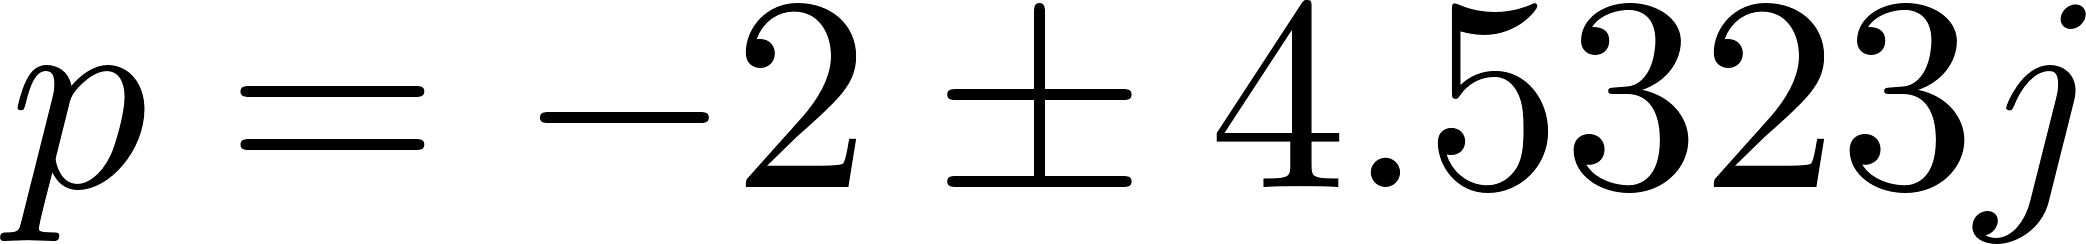 p = −2 ± 4.5323j